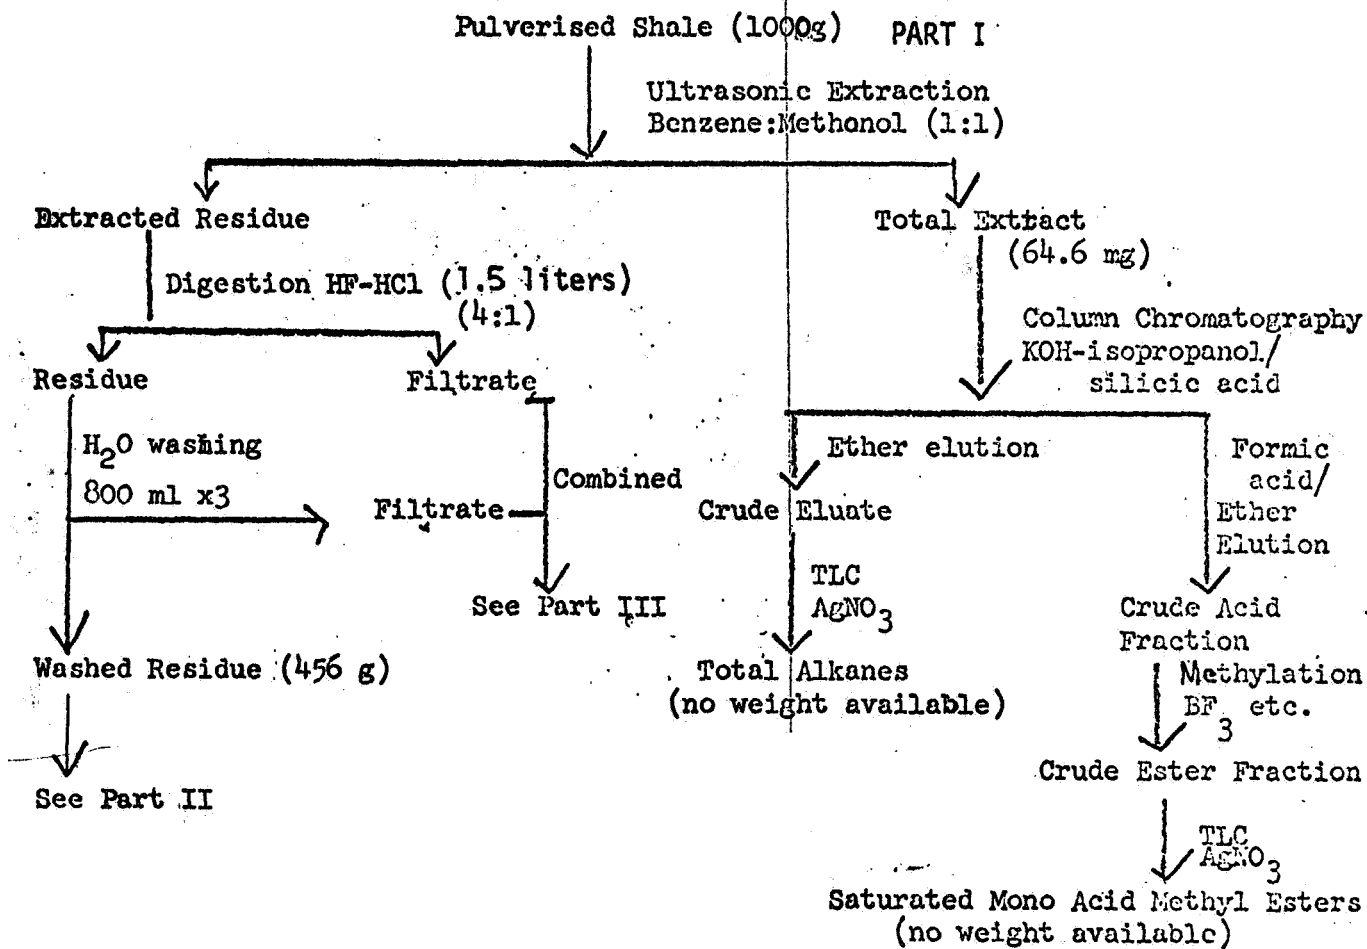 Pulverised Shale (1000g) PART I
Ultrasonic Extraction
Benzene:Methanol (1:1)
Extracted Residue
Total Extract
(64.6 mg)
Digestion HF-HCl (1.5 liters)
(4:1)
Column Chromatography
KOH-isopropanol/
silicic acid
Residue
Filtrate
H2O washing
800 ml x3
Filtrate
Combined
See Part III
Ether elution
Crude Eluate
Formic
acid/
Ether
Elution
TLC
AgNO3
Total Alkanes
(no weight available)
Crude Acid
Fraction
Methylation
BF3 etc.
Washed Residue (456 g)
See Part II
Crude Ester Fraction
TLC
AgNO3
Saturated Mono Acid Methyl Esters
(no weight available)